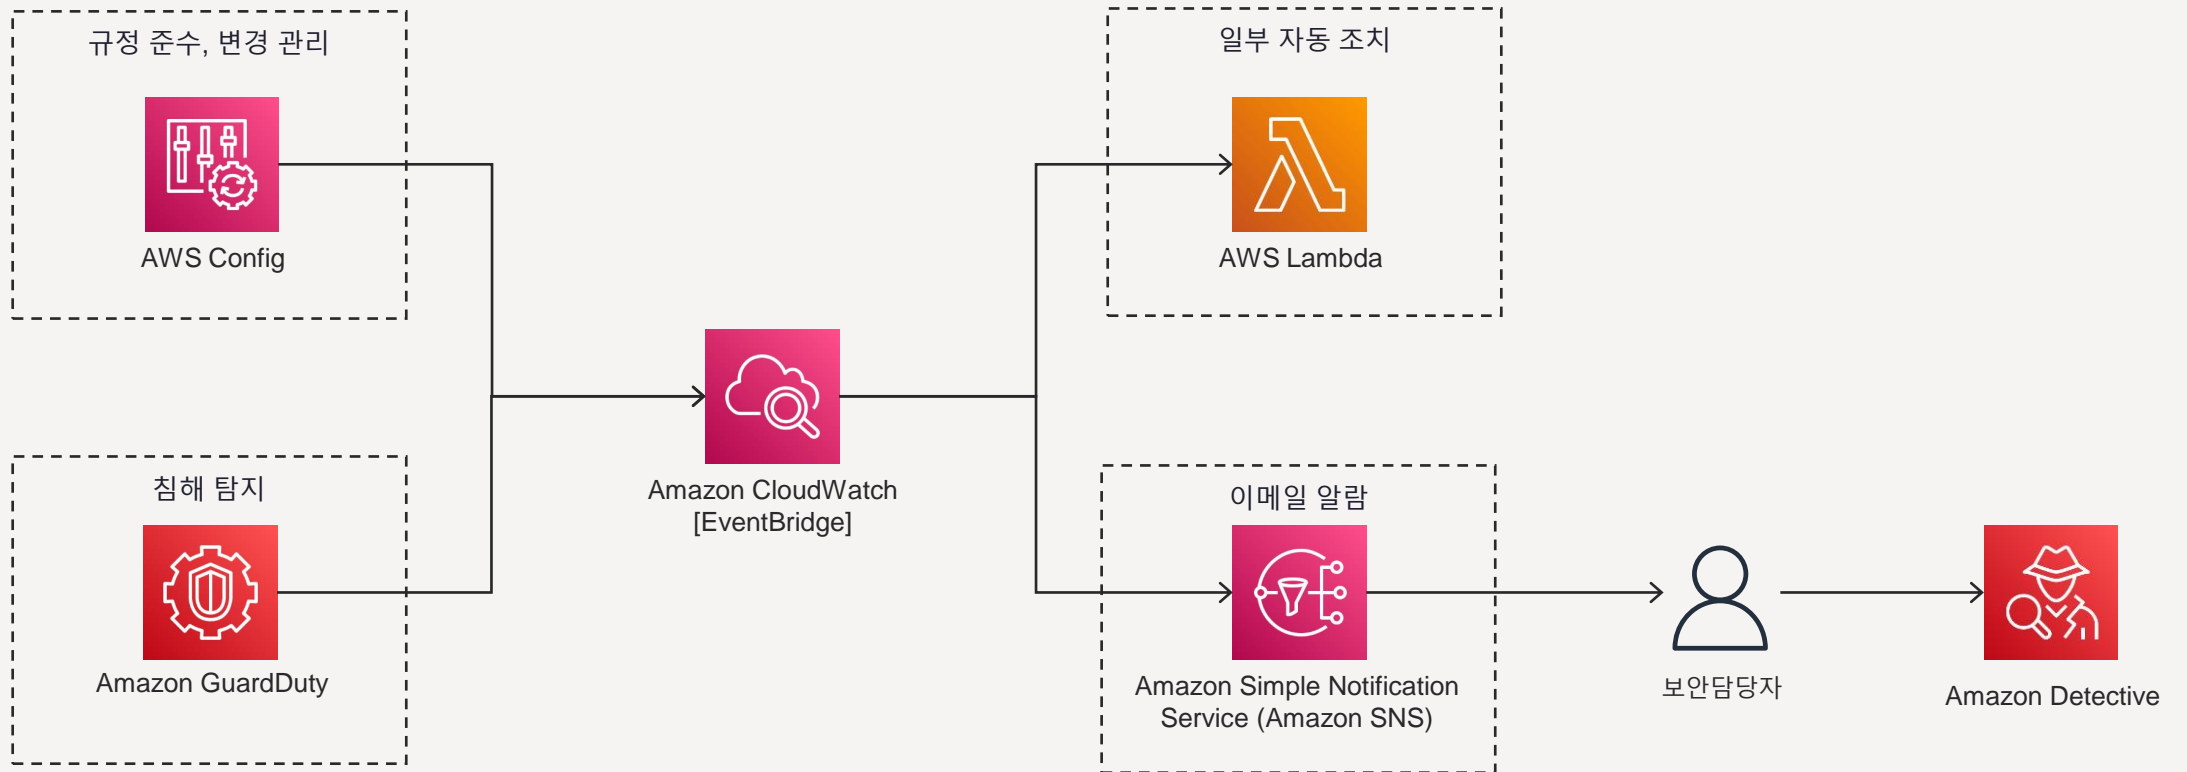 규정 준수, 변경 관리
AWS Config
일부 자동 조치
AWS Lambda
Amazon CloudWatch
[EventBridge]
침해 탐지
Amazon GuardDuty
이메일 알람
Amazon Simple Notification
Service (Amazon SNS)
보안담당자
Amazon Detective